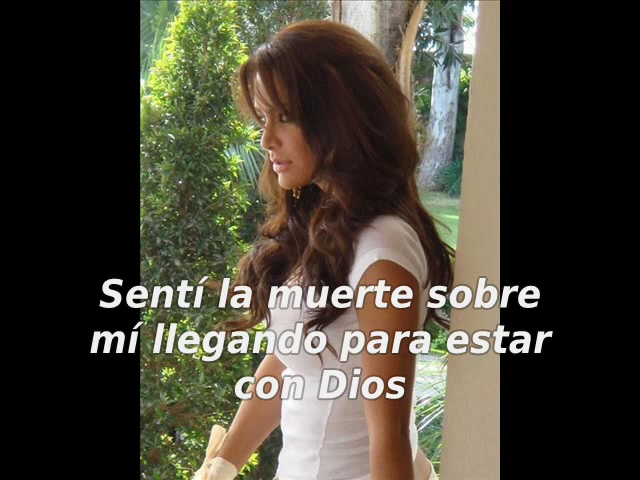 Sentí la muerte sobre
mí llegando para estar
con Dios